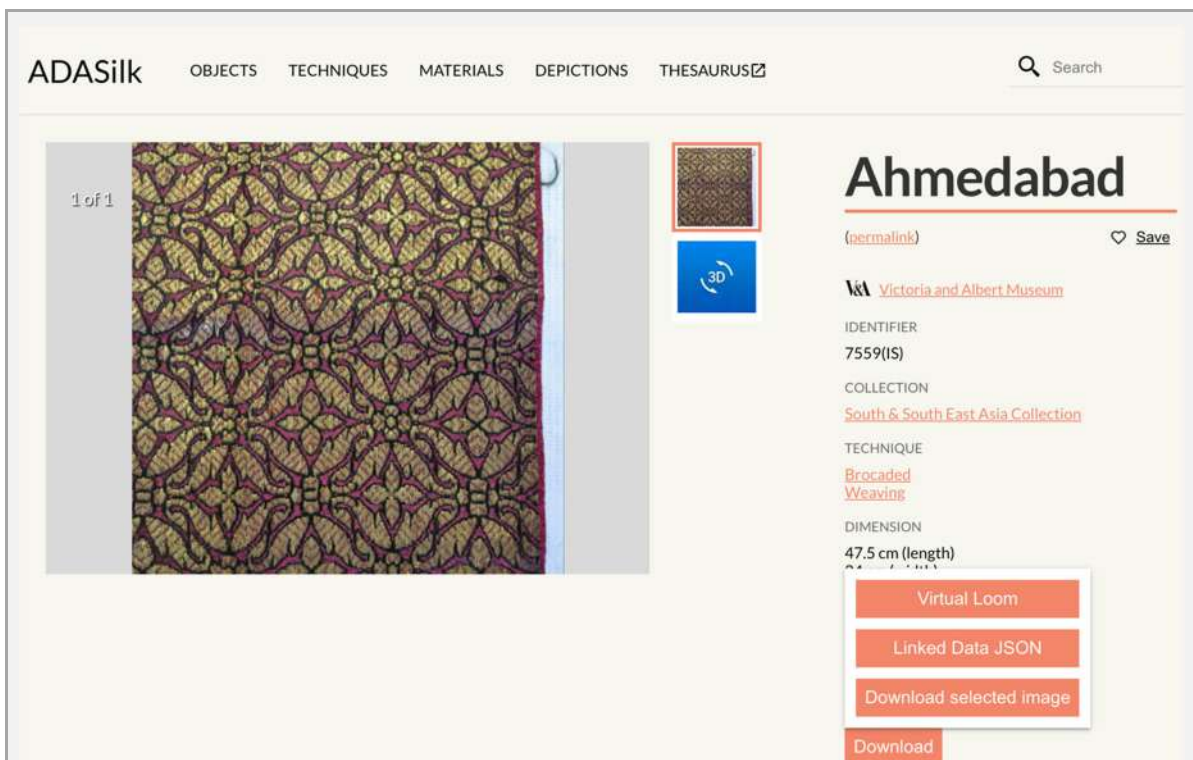 ADASilk
OBJECTS
TECHNIQUES
MATERIALS
DEPICTIONS
THESAURUS
Search
1 of 1
3D
Ahmedabad
(permalink)
Save
V&A Victoria and Albert Museum
IDENTIFIER
7559(IS)
COLLECTION
South & South East Asia Collection
TECHNIQUE
Brocaded
Weaving
DIMENSION
47.5 cm (length)
Virtual Loom
Linked Data JSON
Download selected image
Download